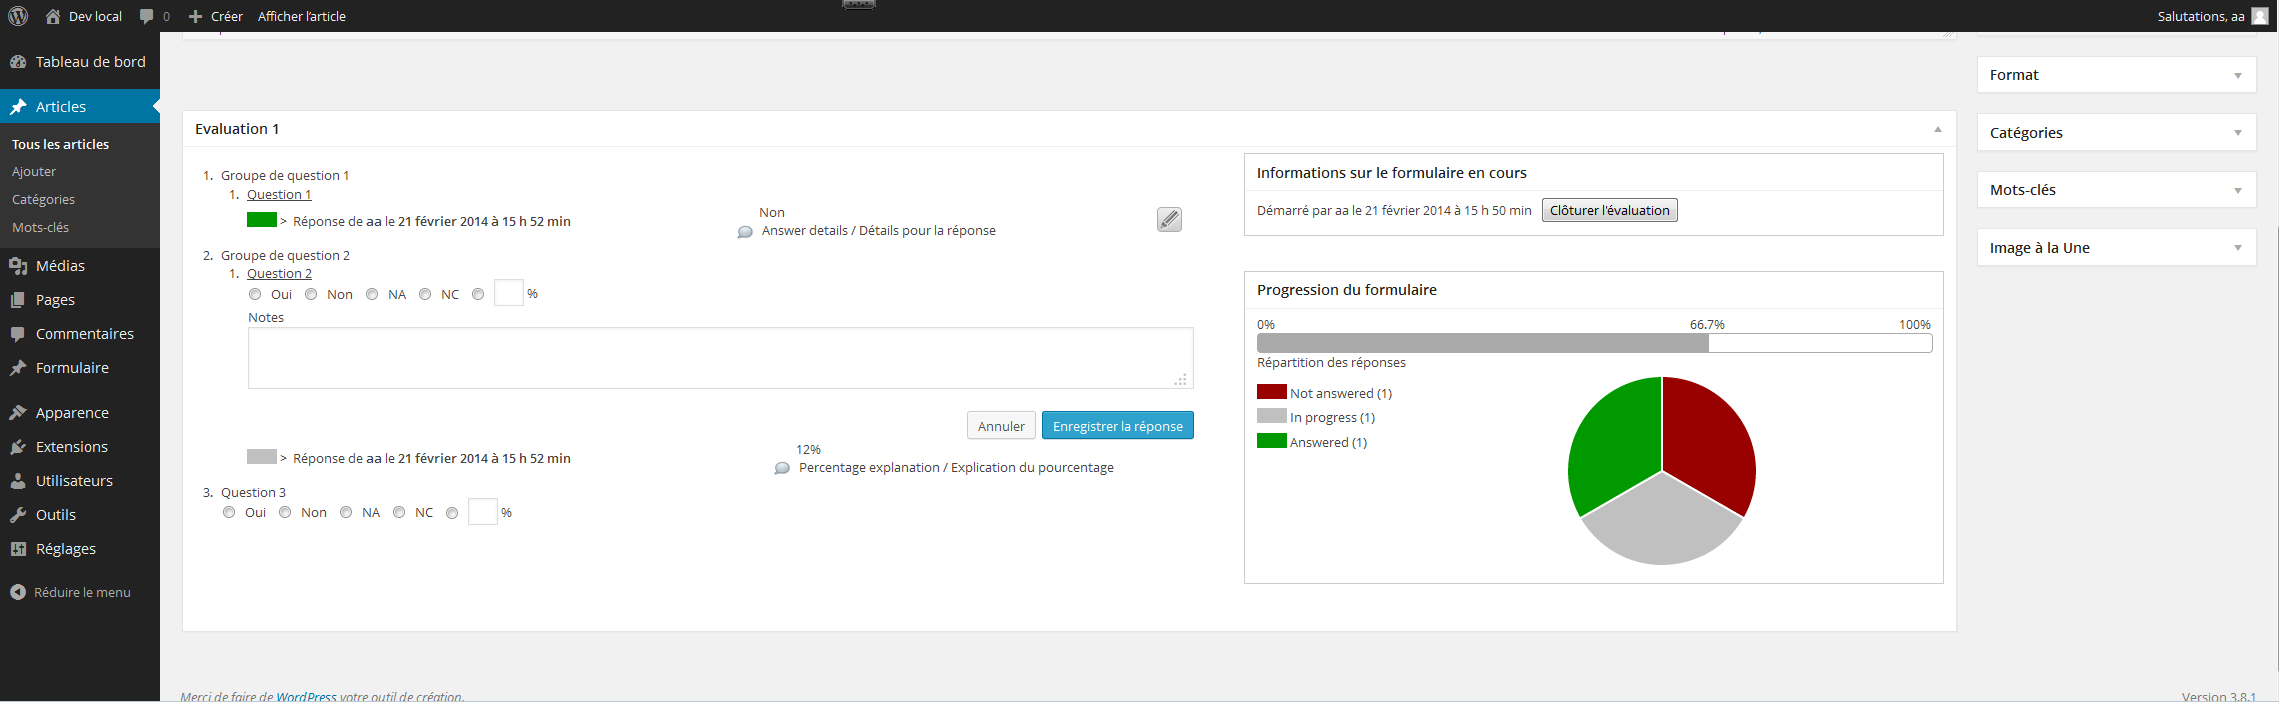 Dev local 0 Créer Afficher l'article Salutations, aa
Tableau de bord
Articles
Tous les articles
Ajouter
Catégories
Mots-clés
Médias
Pages
Commentaires
Formulaire
Apparence
Extensions
Utilisateurs
Outils
Réglages
Réduire le menu
Evaluation 1
1. Groupe de question 1
1. Question 1
> Réponse de aa le 21 février 2014 à 15 h 52 min
Non
Answer details / Détails pour la réponse
2. Groupe de question 2
1. Question 2
Oui Non NA NC %
Notes
Annuler Enregistrer la réponse
> Réponse de aa le 21 février 2014 à 15 h 52 min
12%
Percentage explanation / Explication du pourcentage
3. Question 3
Oui Non NA NC %
Informations sur le formulaire en cours
Démarré par aa le 21 février 2014 à 15 h 50 min Clôturer l'évaluation
Progression du formulaire
0% 66.7% 100%
Répartition des réponses
Not answered (1)
In progress (1)
Answered (1)
Format
Catégories
Mots-clés
Image à la Une
Merci de faire de WordPress votre outil de création.
Version 3.8.1